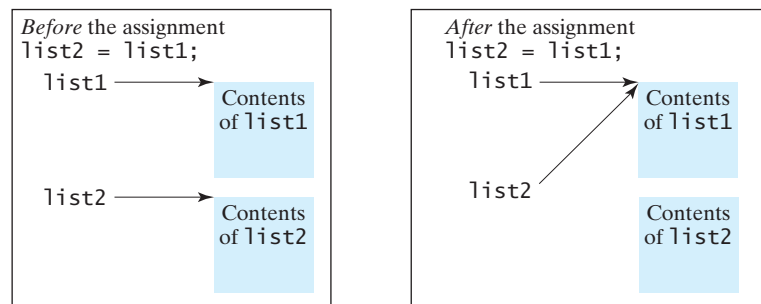 Before the assignment
list2 = list1;
list1
Contents
of list1
list2
Contents
of list2
After the assignment
list2 = list1;
list1
Contents
of list1
list2
Contents
of list2